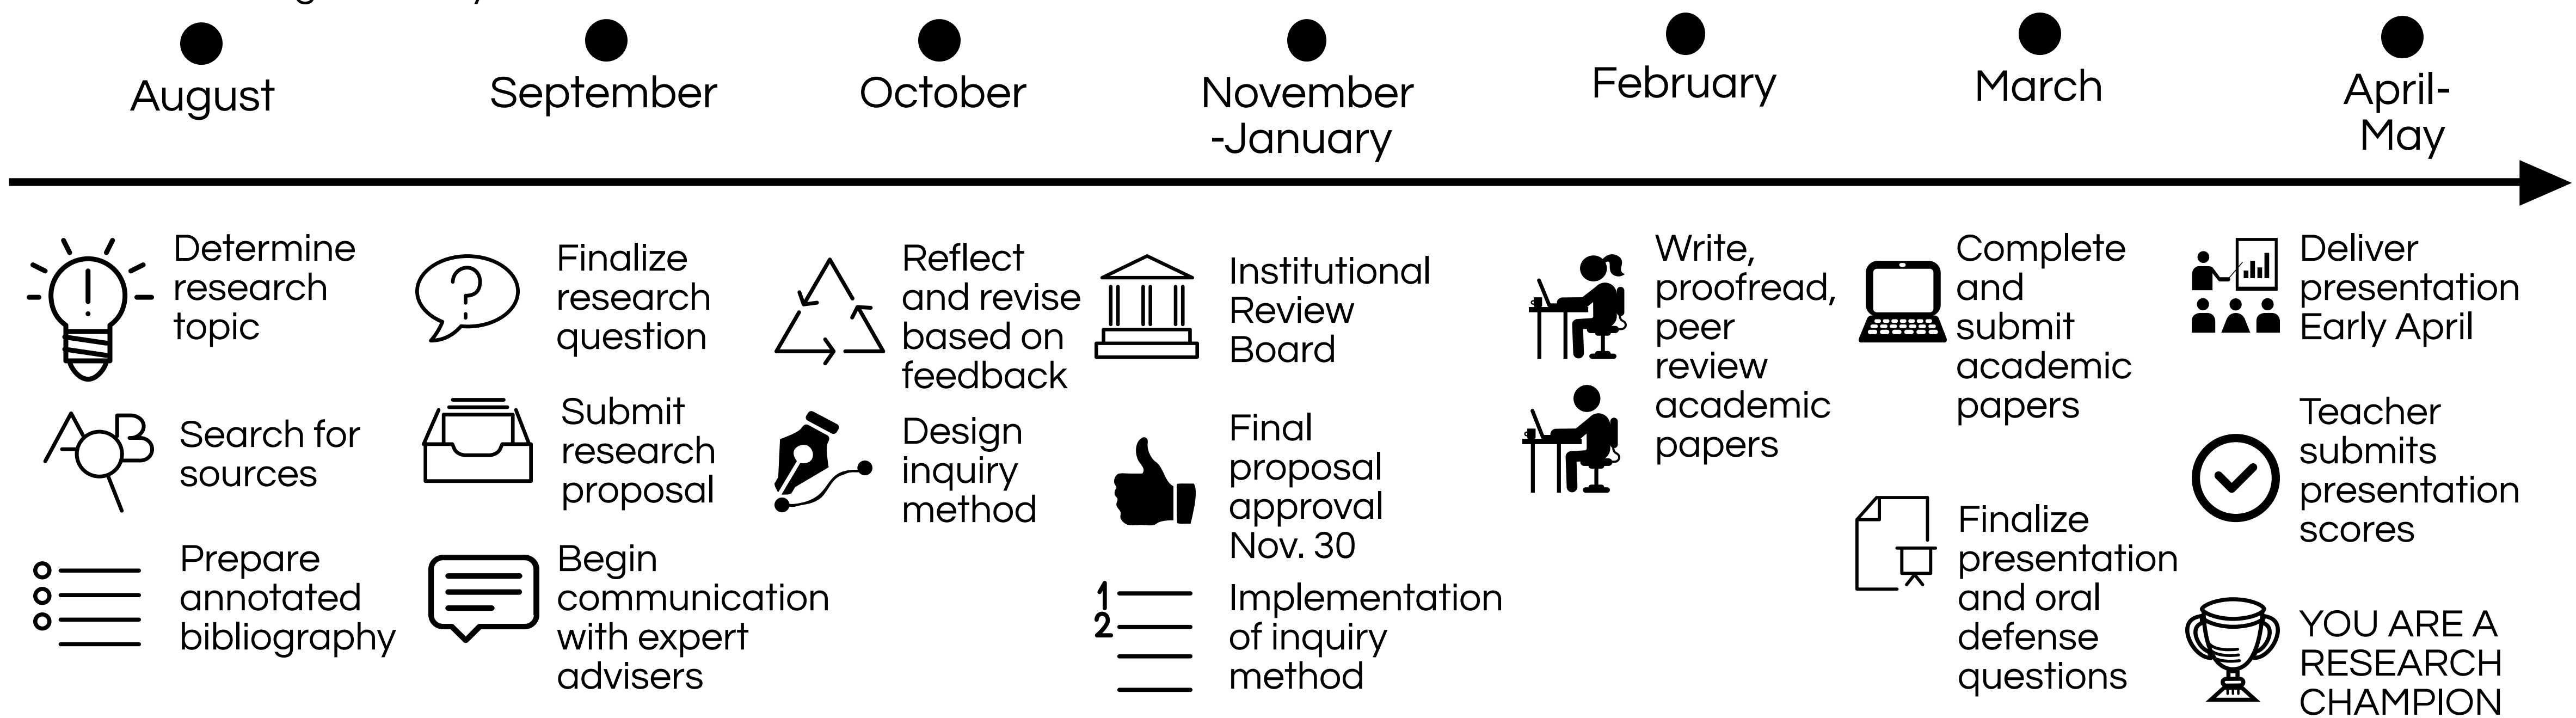 August
Determine
research
topic
Search for
sources
Prepare
annotated
bibliography
September
Finalize
research
question
Submit
research
proposal
Begin
communication
with expert
advisers
October
Reflect
and revise
based on
feedback
Design
inquiry
method
November
-January
Institutional
Review
Board
Final
proposal
approval
Nov. 30
1
2
Implementation
of inquiry
method
February
Write,
proofread,
peer
review
academic
papers
March
Complete
and
submit
academic
papers
Finalize
presentation
and oral
defense
questions
April-
May
Deliver
presentation
Early April
Teacher
submits
presentation
scores
YOU ARE A
RESEARCH
CHAMPION